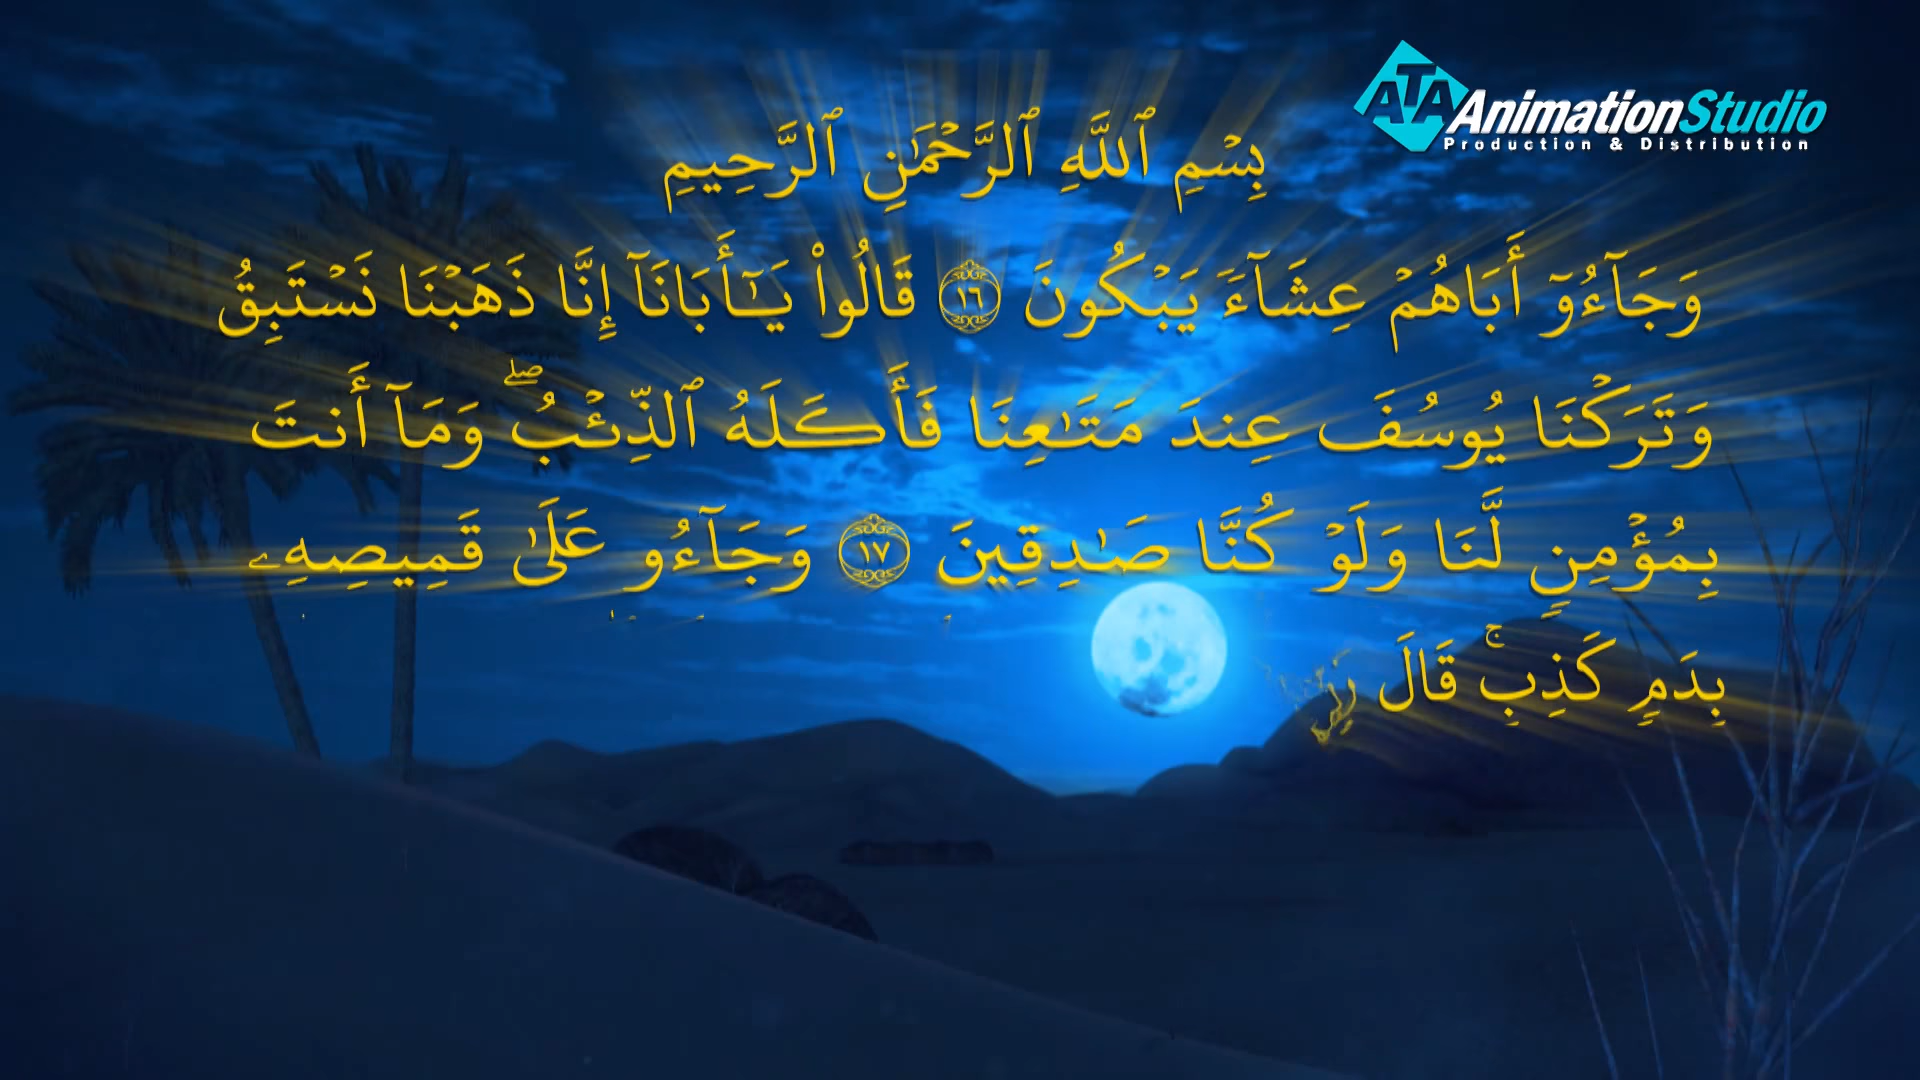 ATA AnimationStudio
Production & Distribution
بِسۡمِ ٱللَّهِ ٱلرَّحۡمَٰنِ ٱلرَّحِيمِ
وَجَآءُوٓ أَبَاهُمۡ عِشَآءٗ يَبۡكُونَ ١٦ قَالُواْ يَٰٓأَبَانَآ إِنَّا ذَهَبۡنَا نَسۡتَبِقُ
وَتَرَكۡنَا يُوسُفَ عِندَ مَتَٰعِنَا فَأَكَلَهُ ٱلذِّئۡبُۖ وَمَآ أَنتَ
بِمُؤۡمِنٖ لَّنَا وَلَوۡ كُنَّا صَٰدِقِينَ ١٧ وَجَآءُو عَلَىٰ قَمِيصِهِۦ
بِدَمٖ كَذِبٖۚ قَالَ